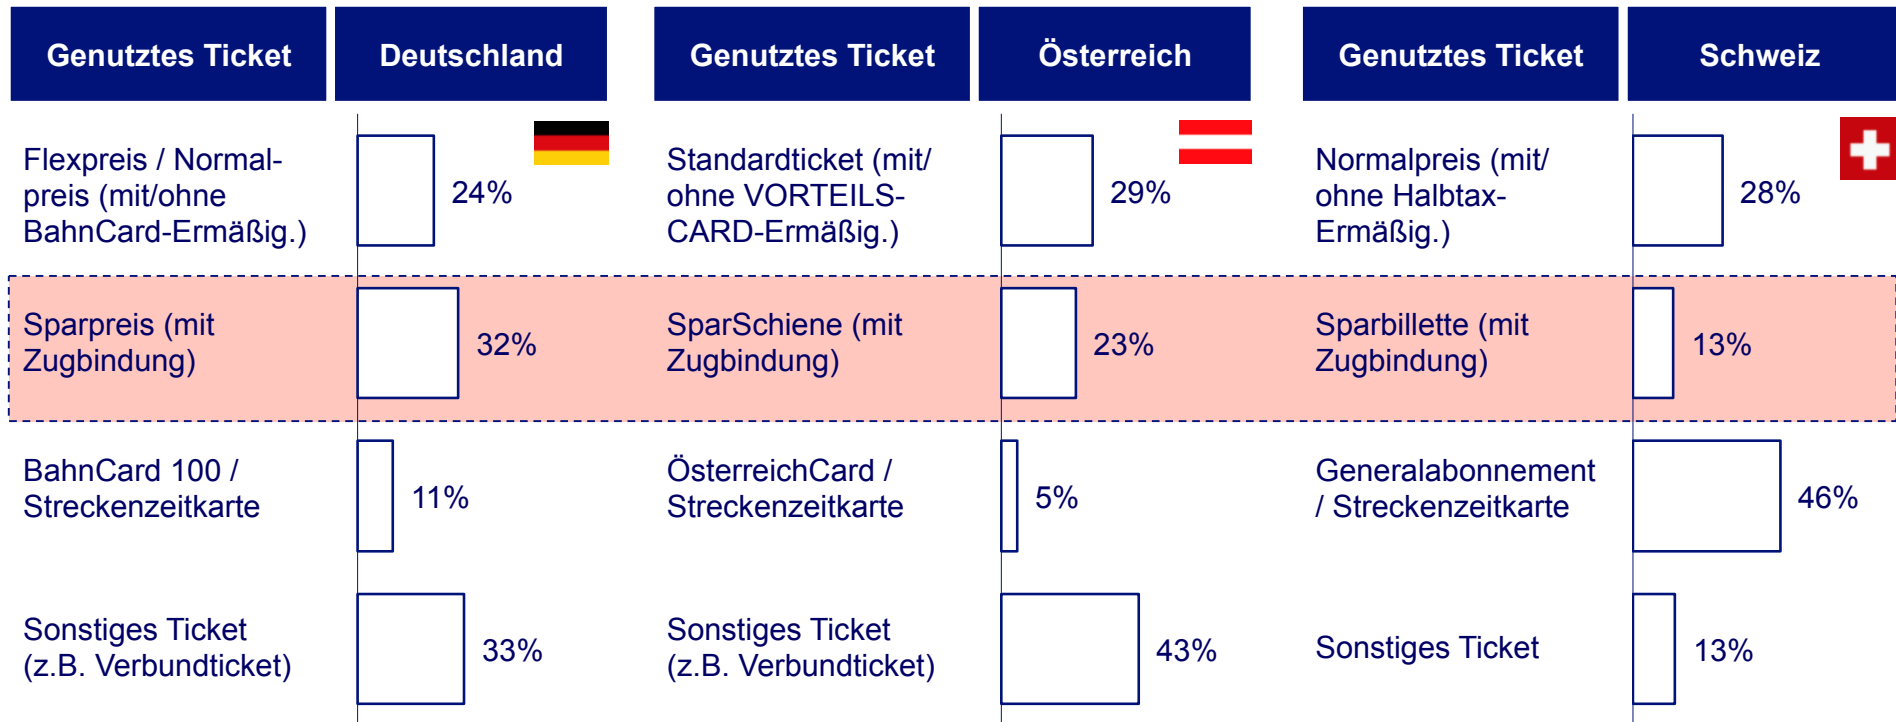 Genutztes Ticket
Deutschland
Genutztes Ticket
Österreich
Genutztes Ticket
Schweiz
Flexpreis / Normal-
preis (mit/ohne
BahnCard-Ermäßig.)
24%
Standardticket (mit/
ohne VORTEILS-
CARD-Ermäßig.)
29%
Normalpreis (mit/
ohne Halbtax-
Ermäßig.)
28%
Sparpreis (mit
Zugbindung)
32%
SparSchiene (mit
Zugbindung)
23%
Sparbillette (mit
Zugbindung)
13%
BahnCard 100 /
Streckenzeitkarte
11%
ÖsterreichCard /
Streckenzeitkarte
5%
Generalabonnement
/ Streckenzeitkarte
46%
Sonstiges Ticket
(z.B. Verbundticket)
33%
Sonstiges Ticket
(z.B. Verbundticket)
43%
Sonstiges Ticket
13%